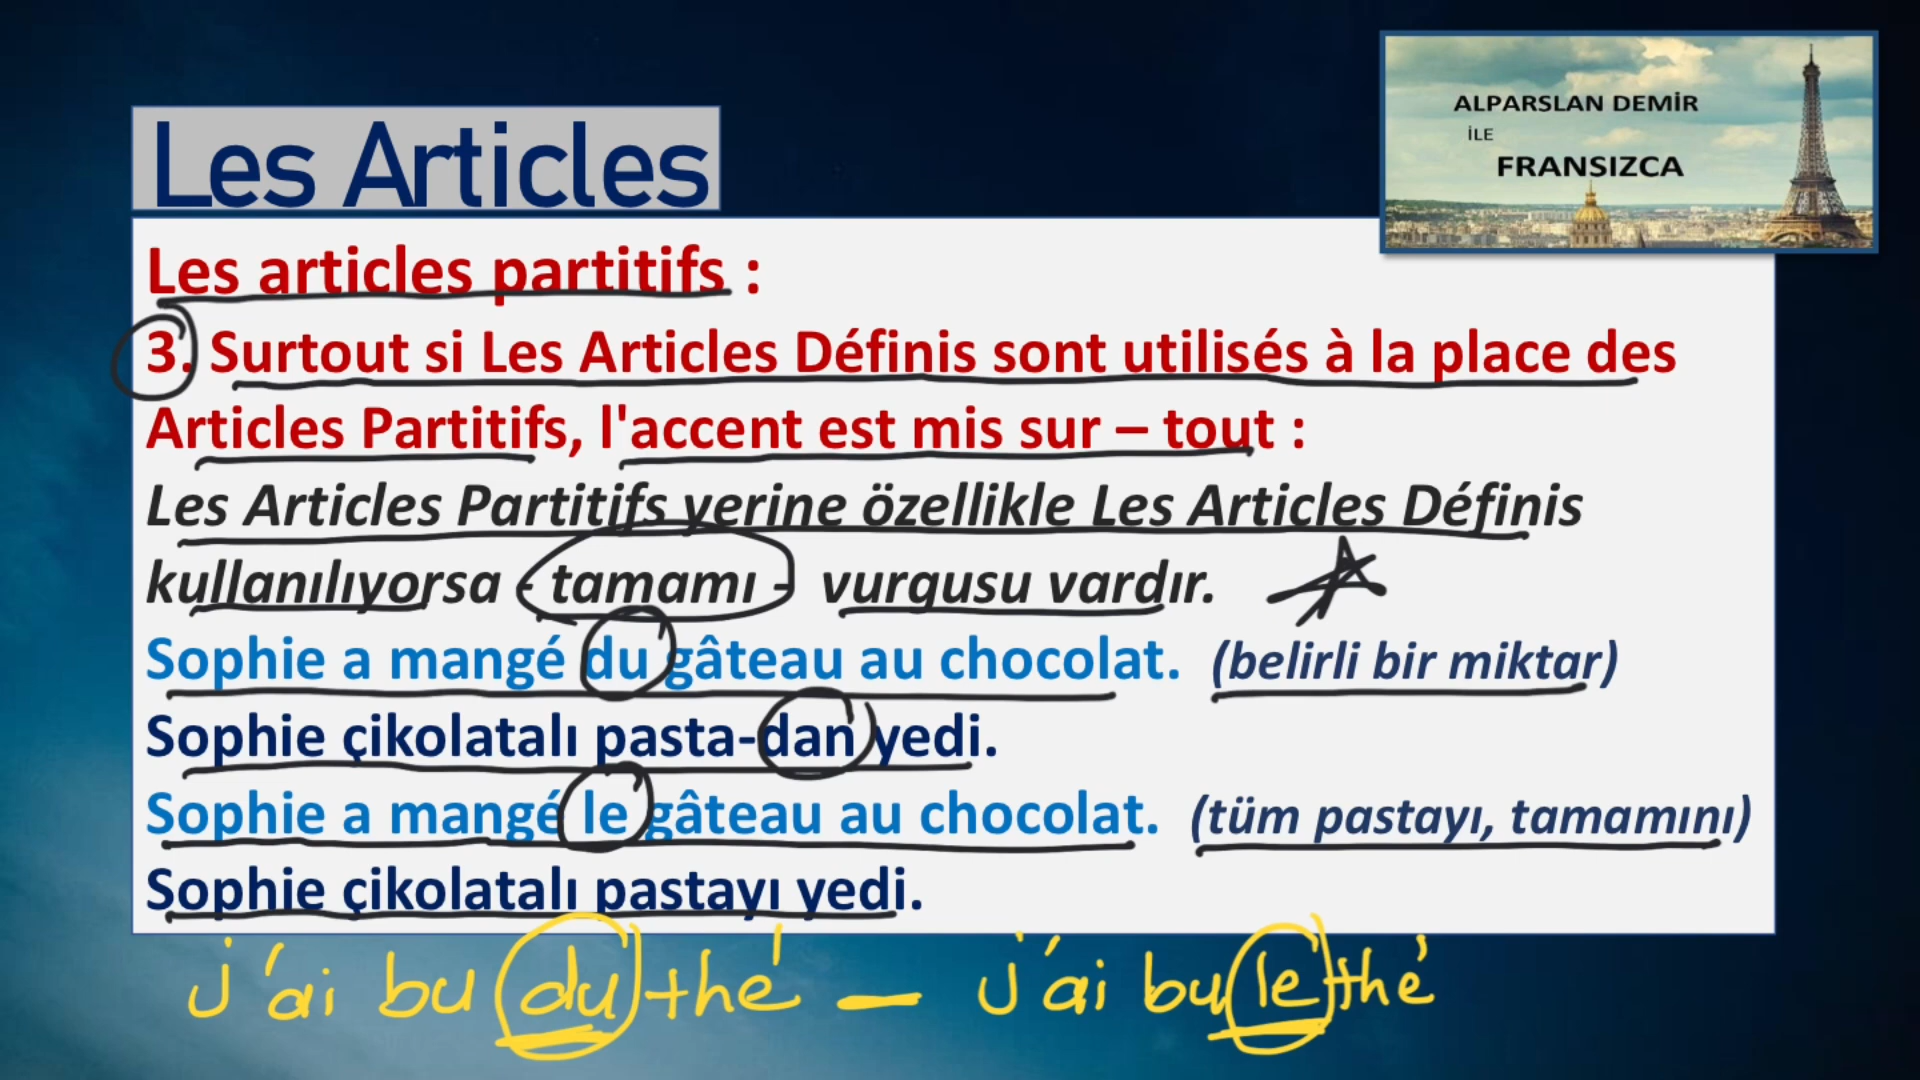 ALPARSLAN DEMİR
İLE
FRANSIZCA
Les Articles
Les articles partitifs :
3. Surtout si Les Articles Définis sont utilisés à la place des
Articles Partitifs, l'accent est mis sur – tout :
Les Articles Partitifs yerine özellikle Les Articles Définis
kullanılıyorsa - tamamı - vurgusu vardır.
Sophie a mangé du gâteau au chocolat. (belirli bir miktar)
Sophie çikolatalı pasta-dan yedi.
Sophie a mangé le gâteau au chocolat. (tüm pastayı, tamamını)
Sophie çikolatalı pastayı yedi.
j'ai bu du thé — j'ai bu le thé